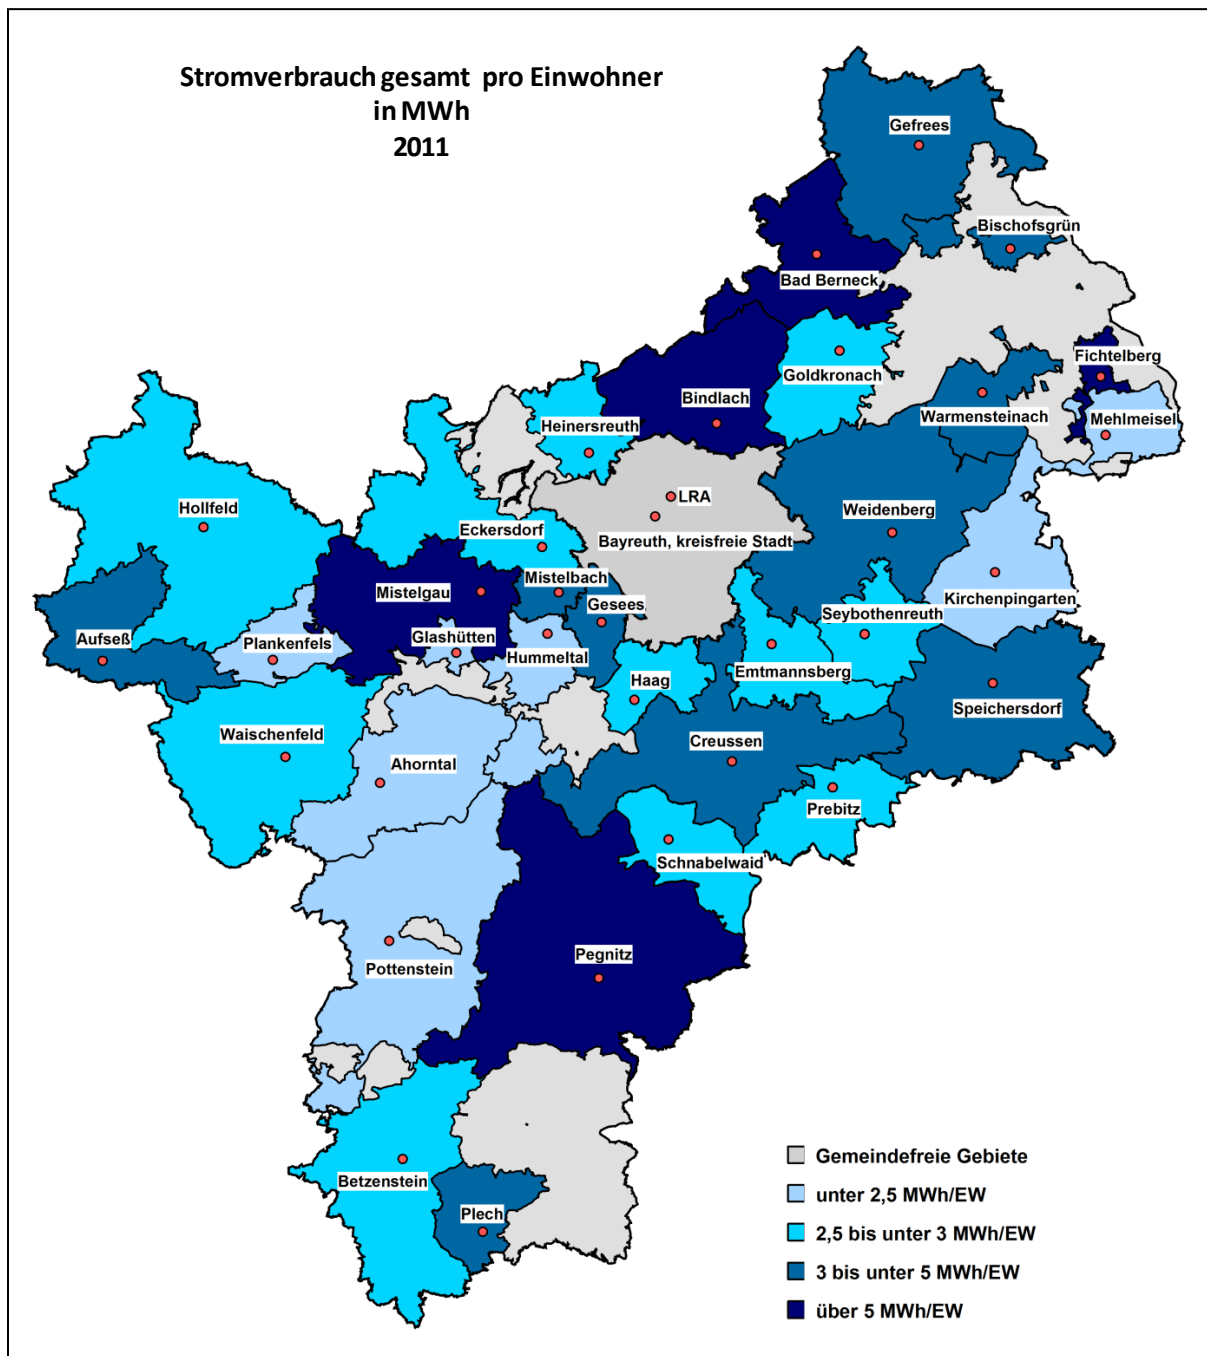 Stromverbrauch gesamt pro Einwohner
in MWh
2011
Gefrees
Bischofsgrün
Bad Berneck
Fichtelberg
Goldkronach
Bindlach
Warmensteinach
Mehlmeisel
Heinersreuth
LRA
Hollfeld
Weidenberg
Eckersdorf
Bayreuth, kreisfreie Stadt
Mistelbach
Mistelgau
Gesees
Kirchenpingarten
Seybothenreuth
Aufseß
Plankenfels
Glashütten
Hummeltal
Emtmannsberg
Haag
Speichersdorf
Waischenfeld
Creussen
Ahorntal
Prebitz
Schnabelwaid
Pegnitz
Pottenstein
Betzenstein
Plech
Gemeindefreie Gebiete
unter 2,5 MWh/EW
2,5 bis unter 3 MWh/EW
3 bis unter 5 MWh/EW
über 5 MWh/EW